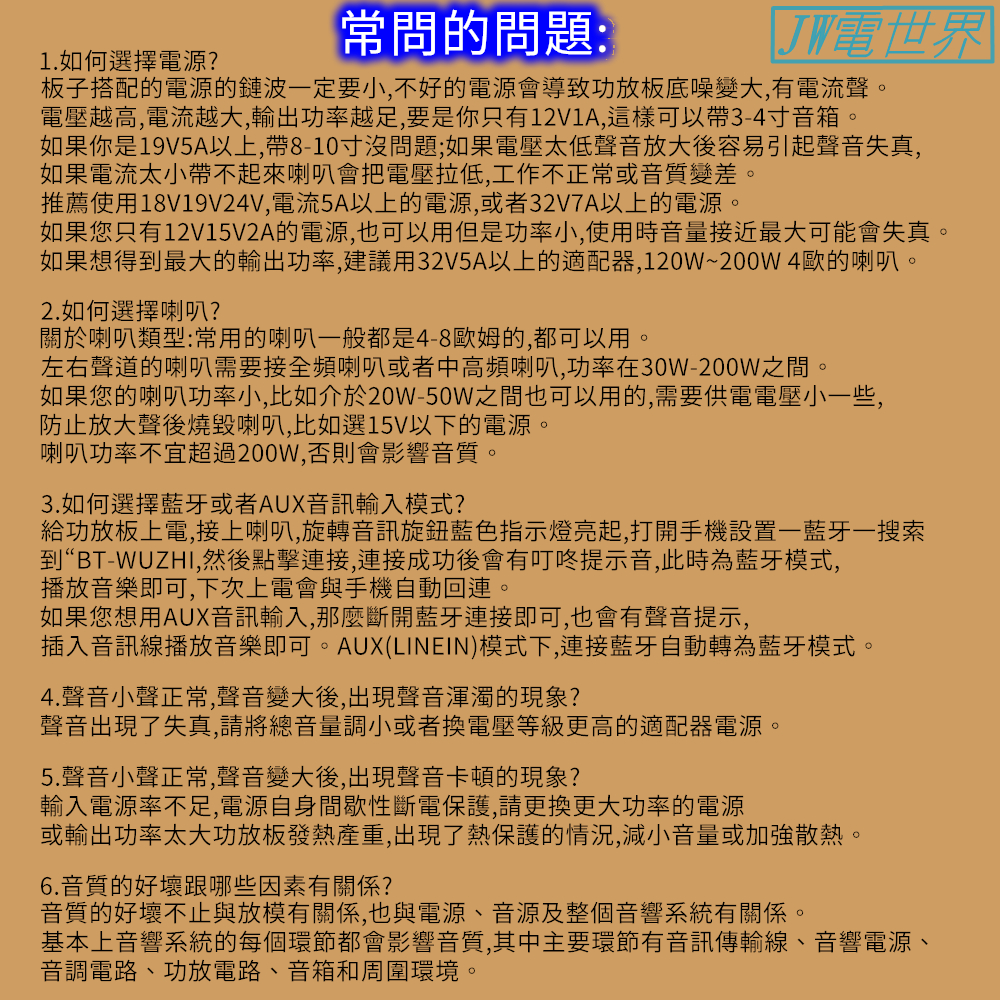 常問的問題:
JW電世界
1.如何選擇電源?
板子搭配的電源的鏈波一定要小,不好的電源會導致功放板底噪變大,有電流聲。
電壓越高,電流越大,輸出功率越足,要是你只有12V1A,這樣可以帶3-4寸音箱。
如果你是19V5A以上,帶8-10寸沒問題;如果電壓太低聲音放大後容易引起聲音失真,
如果電流太小帶不起來喇叭會把電壓拉低,工作不正常或音質變差。
推薦使用18V19V24V,電流5A以上的電源,或者32V7A以上的電源。
如果您只有12V15V2A的電源,也可以用但是功率小,使用時音量接近最大可能會失真。
如果想得到最大的輸出功率,建議用32V5A以上的適配器,120W~200W 4歐的喇叭。
2.如何選擇喇叭?
關於喇叭類型:常用的喇叭一般都是4-8歐姆的,都可以用。
左右聲道的喇叭需要接全頻喇叭或者中高頻喇叭,功率在30W-200W之間。
如果您的喇叭功率小,比如介於20W-50W之間也可以用的,需要供電電壓小一些,
防止放大聲後燒毀喇叭,比如選15V以下的電源。
喇叭功率不宜超過200W,否則會影響音質。
3.如何選擇藍牙或者AUX音訊輸入模式?
給功放板上電,接上喇叭,旋轉音訊旋鈕藍色指示燈亮起,打開手機設置一藍牙一搜索
到“BT-WUZHI,然後點擊連接,連接成功後會有叮咚提示音,此時為藍牙模式,
播放音樂即可,下次上電會與手機自動回連。
如果您想用AUX音訊輸入,那麼斷開藍牙連接即可,也會有聲音提示,
插入音訊線播放音樂即可。AUX(LINEIN)模式下,連接藍牙自動轉為藍牙模式。
4.聲音小聲正常,聲音變大後,出現聲音渾濁的現象?
聲音出現了失真,請將總音量調小或者換電壓等級更高的適配器電源。
5.聲音小聲正常,聲音變大後,出現聲音卡頓的現象?
輸入電源率不足,電源自身間歇性斷電保護,請更換更大功率的電源
或輸出功率太大功放板發熱產重,出現了熱保護的情況,減小音量或加強散熱。
6.音質的好壞跟哪些因素有關係?
音質的好壞不止與放模有關係,也與電源、音源及整個音響系統有關係。
基本上音響系統的每個環節都會影響音質,其中主要環節有音訊傳輸線、音響電源、
音調電路、功放電路、音箱和周圍環境。